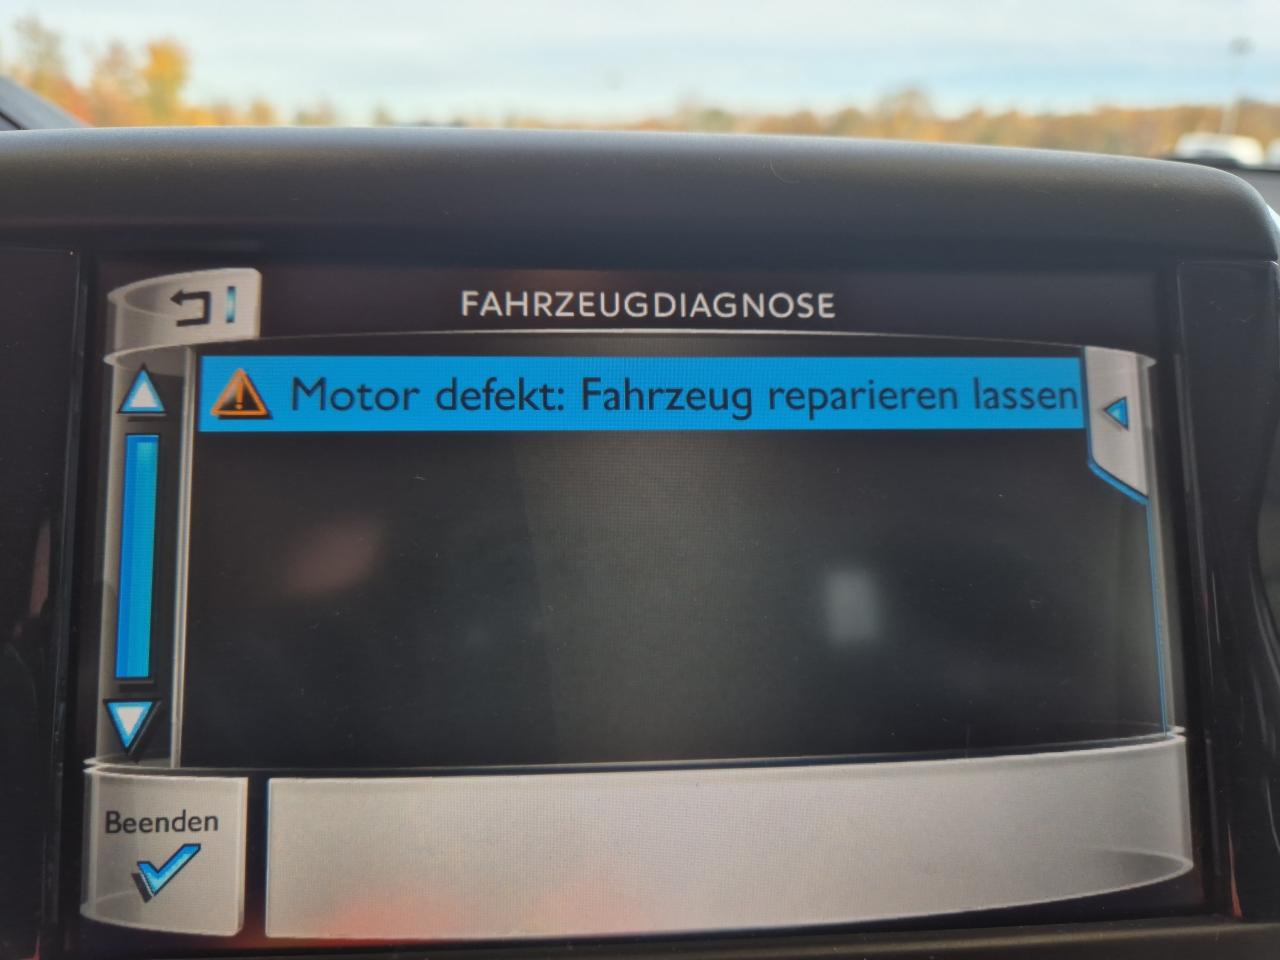 FAHRZEUGDIAGNOSE
Motor defekt: Fahrzeug reparieren lassen
Beenden